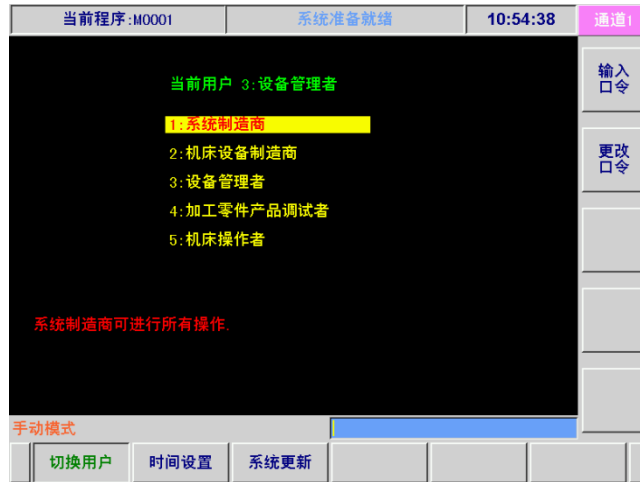 当前程序:M0001 系统准备就绪 10:54:38 通道1
当前用户 3:设备管理者
1:系统制造商
2:机床设备制造商
3:设备管理者
4:加工零件产品调试者
5:机床操作者
系统制造商可进行所有操作.
输入
口令
更改
口令
手动模式
切换用户 时间设置 系统更新